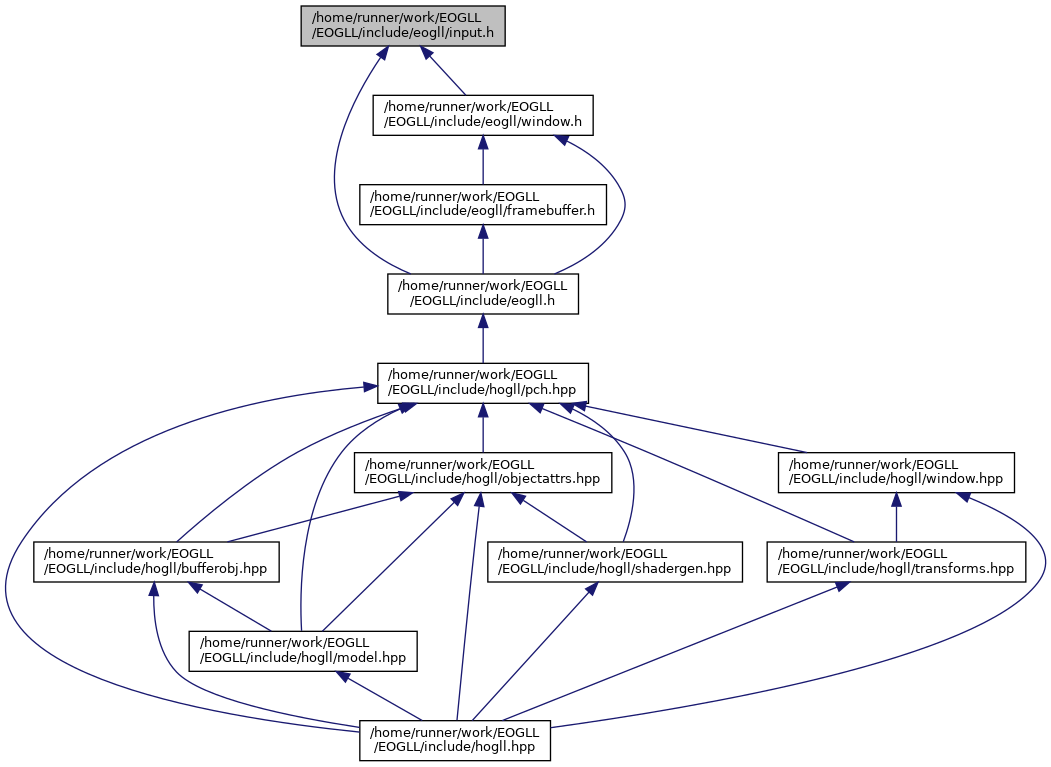 /home/runner/work/EOGLL
/EOGLL/include/eogll/input.h
/home/runner/work/EOGLL
/EOGLL/include/eogll/window.h
/home/runner/work/EOGLL
/EOGLL/include/eogll/framebuffer.h
/home/runner/work/EOGLL
/EOGLL/include/eogll.h
/home/runner/work/EOGLL
/EOGLL/include/hogll/pch.hpp
/home/runner/work/EOGLL
/EOGLL/include/hogll/objectattrs.hpp
/home/runner/work/EOGLL
/EOGLL/include/hogll/window.hpp
/home/runner/work/EOGLL
/EOGLL/include/hogll/bufferobj.hpp
/home/runner/work/EOGLL
/EOGLL/include/hogll/shadergen.hpp
/home/runner/work/EOGLL
/EOGLL/include/hogll/transforms.hpp
/home/runner/work/EOGLL
/EOGLL/include/hogll/model.hpp
/home/runner/work/EOGLL
/EOGLL/include/hogll.hpp